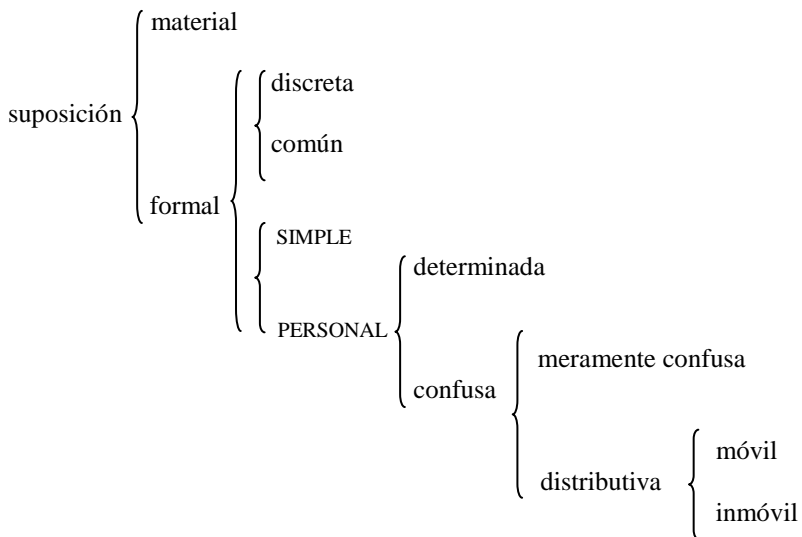 material
discreta
suposición
común
formal
SIMPLE
determinada
PERSONAL
meramente confusa
confusa
móvil
distributiva
inmóvil